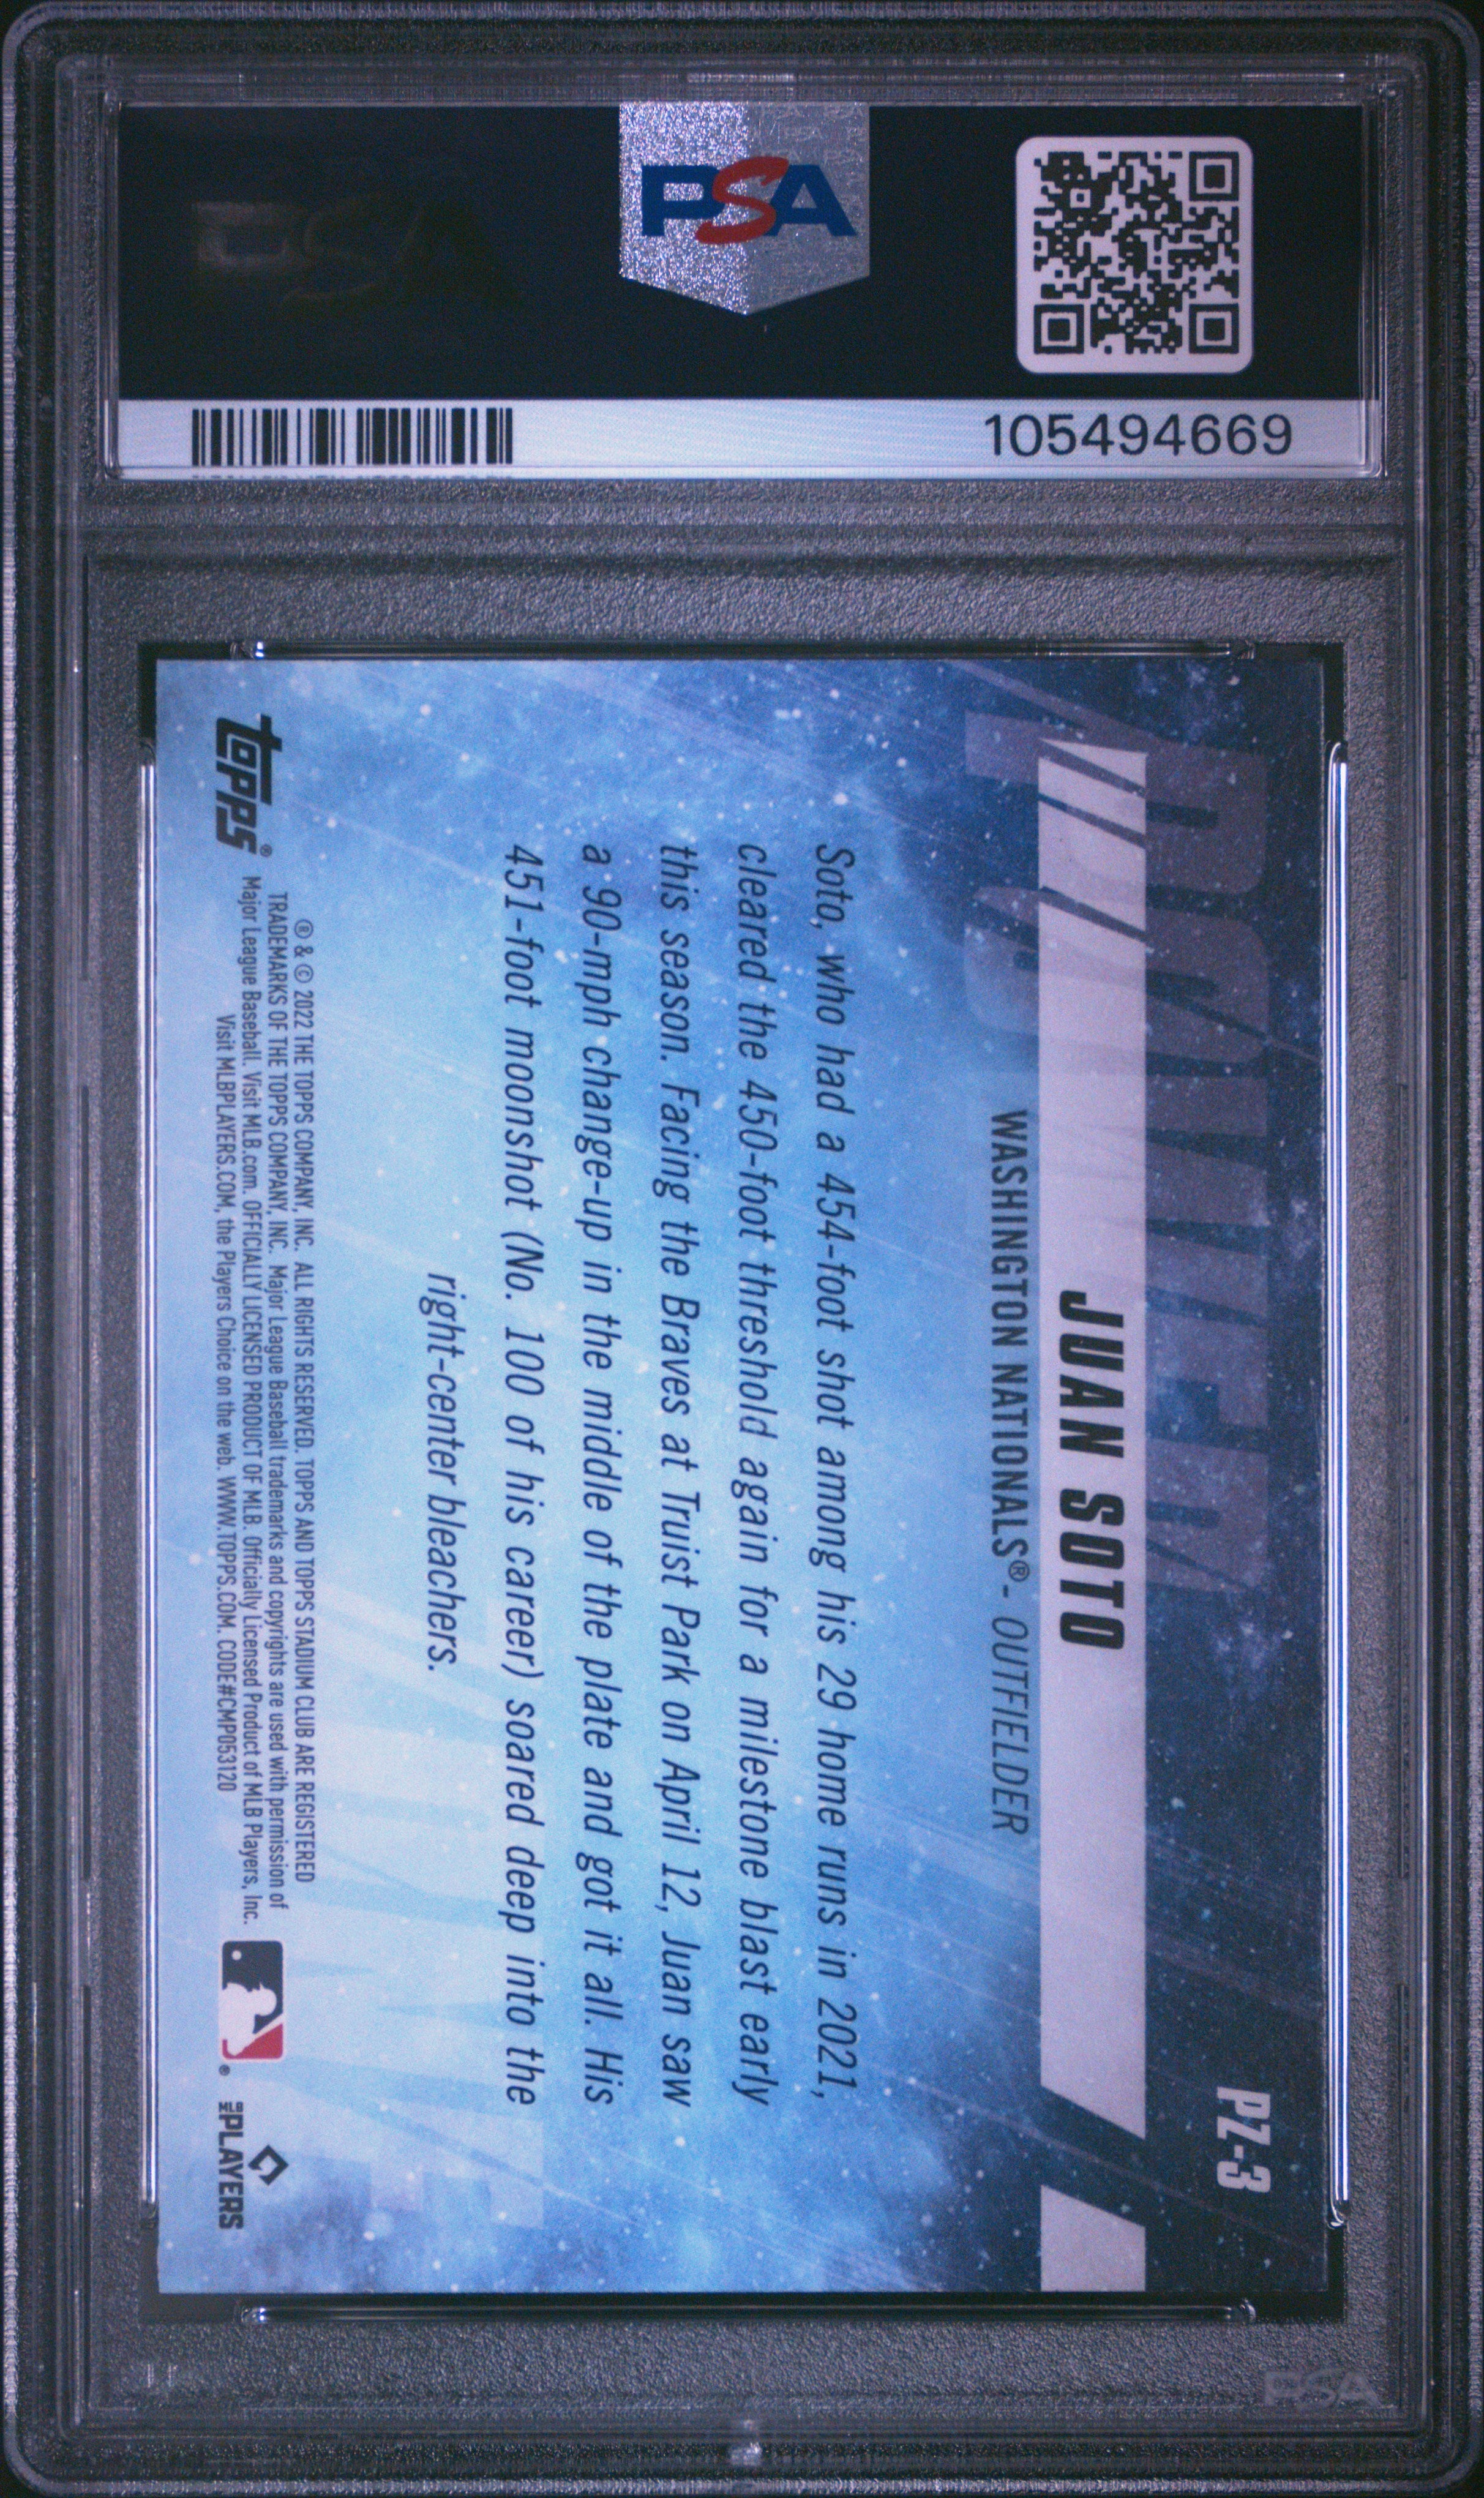 PSA
105494669
POWER
ZONE
PZ-3
JUAN SOTO
WASHINGTON NATIONALS® - OUTFIELDER
Soto, who had a 454-foot shot among his 29 home runs in 2021,
cleared the 450-foot threshold again for a milestone blast early
this season. Facing the Braves at Truist Park on April 12, Juan saw
a 90-mph change-up in the middle of the plate and got it all. His
451-foot moonshot (No. 100 of his career) soared deep into the
right-center bleachers.
topps®
® & © 2022 THE TOPPS COMPANY, INC. ALL RIGHTS RESERVED. TOPPS AND TOPPS STADIUM CLUB ARE REGISTERED
TRADEMARKS OF THE TOPPS COMPANY, INC. Major League Baseball trademarks and copyrights are used with permission of
Major League Baseball. Visit MLB.com. OFFICIALLY LICENSED PRODUCT OF MLB. Officially Licensed Product of MLB Players, Inc.
Visit MLBPLAYERS.COM, the Players Choice on the web. WWW.TOPPS.COM. CODE#CMP053120
MLB PLAYERS
PSA